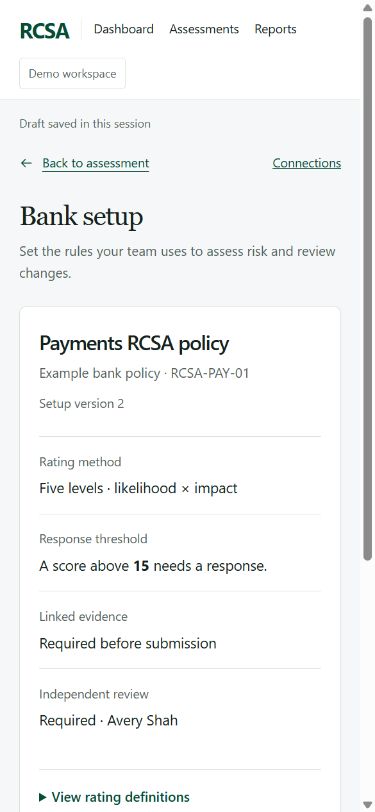 RCSA Dashboard Assessments Reports
Demo workspace
Draft saved in this session
← Back to assessment Connections
Bank setup
Set the rules your team uses to assess risk and review
changes.
Payments RCSA policy
Example bank policy · RCSA-PAY-01
Setup version 2
Rating method
Five levels · likelihood × impact
Response threshold
A score above 15 needs a response.
Linked evidence
Required before submission
Independent review
Required · Avery Shah
▶ View rating definitions